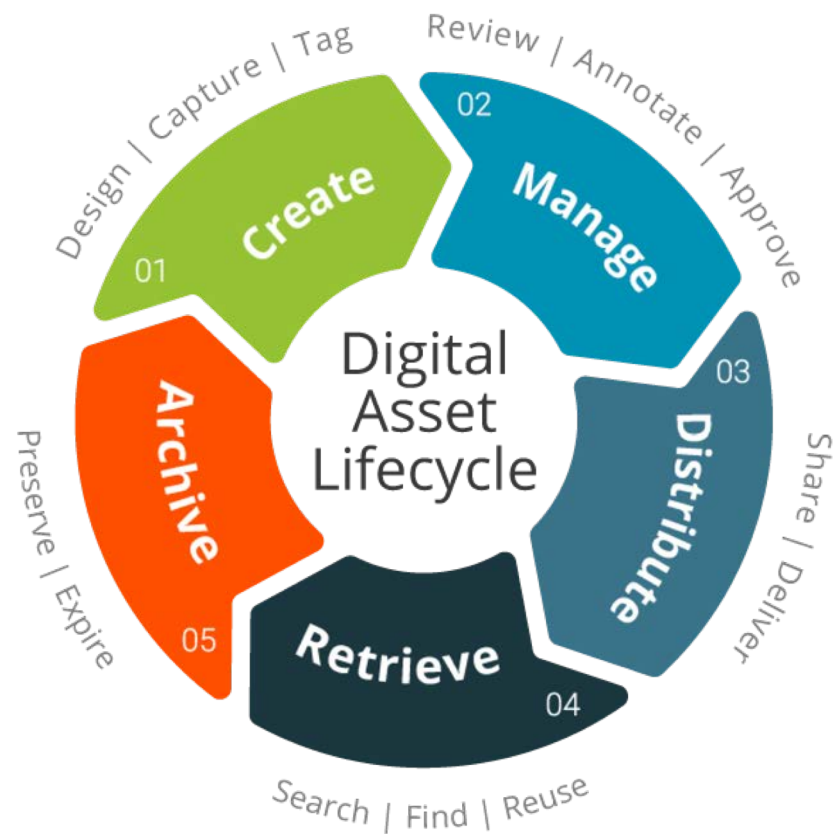 Digital
Asset
Lifecycle
Design | Capture | Tag
01
Create
Review | Annotate | Approve
02
Manage
Share | Deliver
03
Distribute
Search | Find | Reuse
04
Retrieve
Preserve | Expire
05
Archive